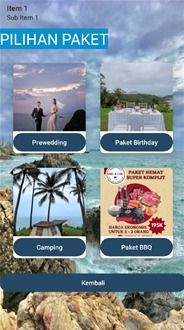 Item 1
Sub Item 1
PILIHAN PAKET
Prewedding
Paket Birthday
PAKET HEMAT
SUPER KOMPLIT
HARGA EKONOMIS
UNTUK 2 - 3 ORANG
Camping
Paket BBQ
Kembali